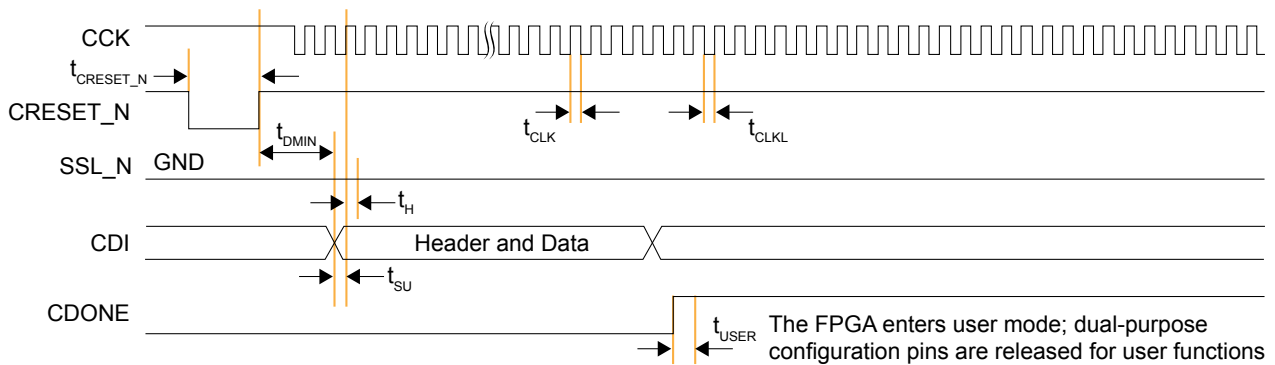 CCK
tCRESET_N
CRESET_N
tDMIN
tCLK
tCLKL
SSL_N GND
tH
CDI Header and Data
tSU
CDONE
tUSER
The FPGA enters user mode; dual-purpose
configuration pins are released for user functions